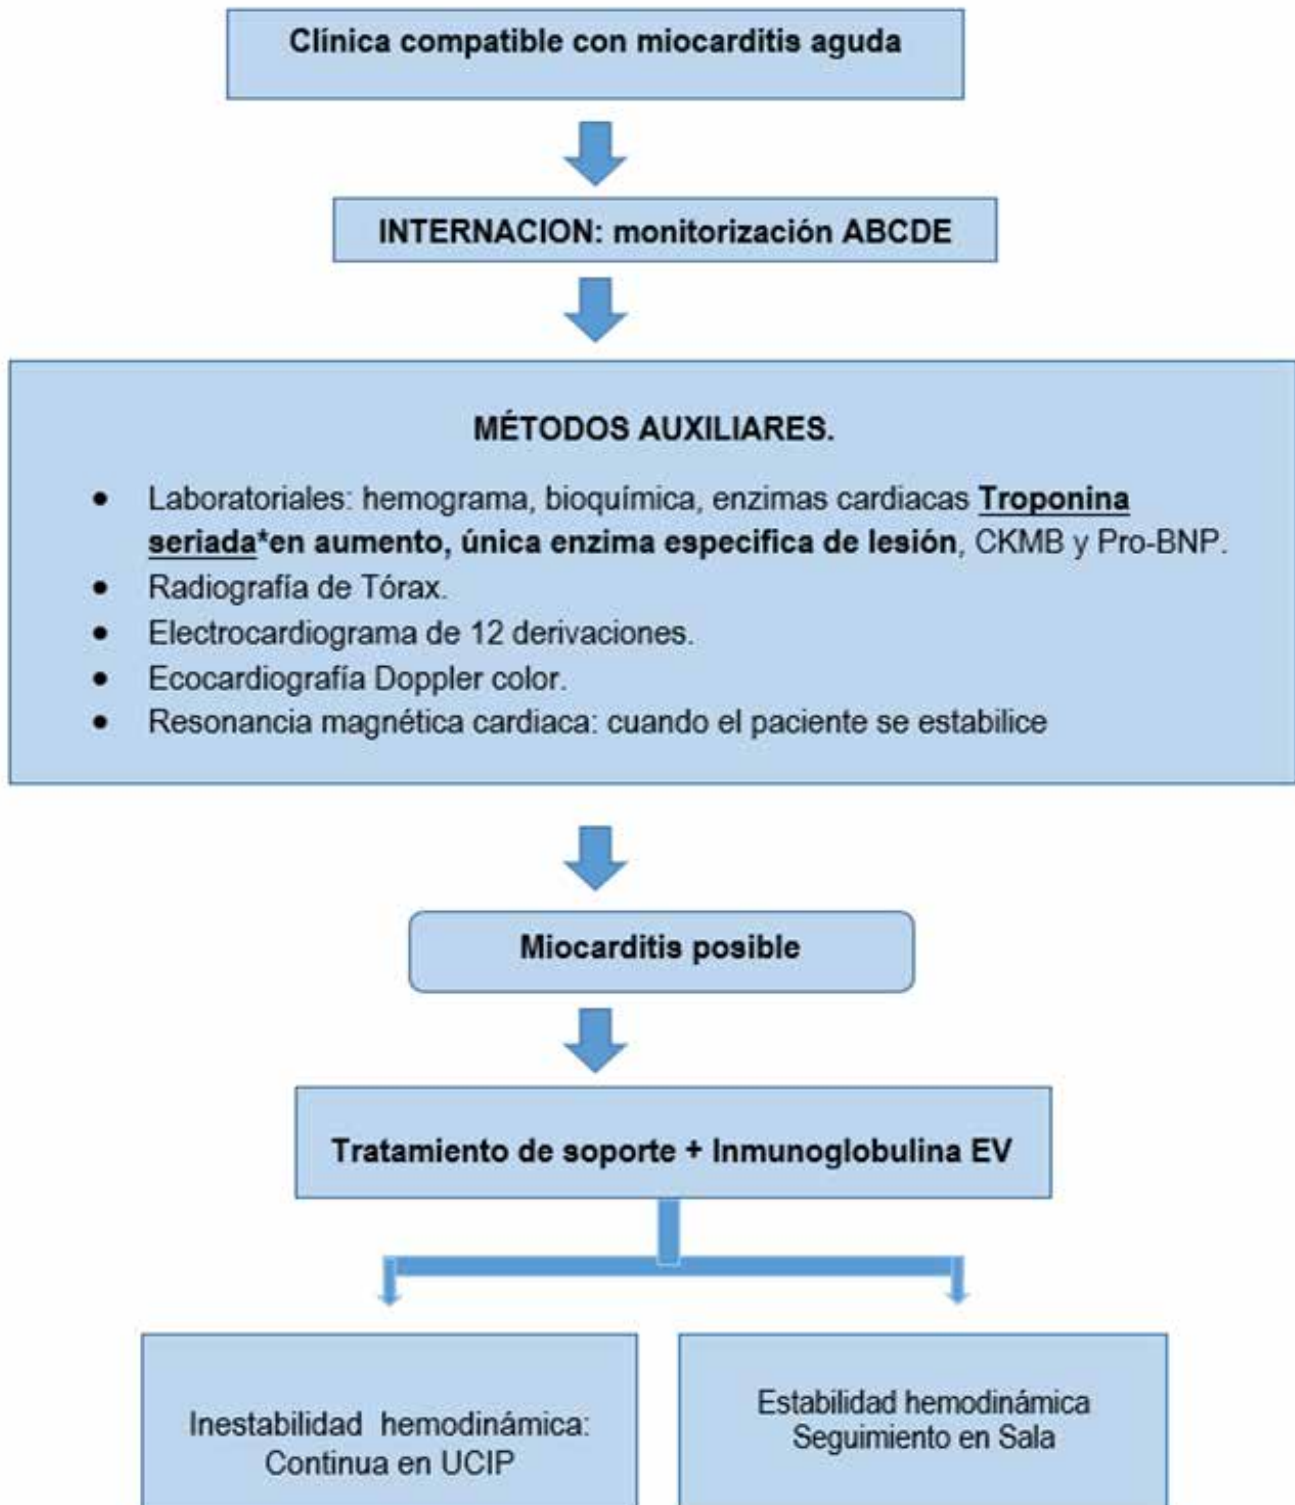 Clínica compatible con miocarditis aguda
INTERNACION: monitorización ABCDE
MÉTODOS AUXILIARES.
● Laboratoriales: hemograma, bioquímica, enzimas cardiacas Troponina
seriada*en aumento, única enzima especifica de lesión, CKMB y Pro-BNP.
● Radiografía de Tórax.
● Electrocardiograma de 12 derivaciones.
● Ecocardiografía Doppler color.
● Resonancia magnética cardiaca: cuando el paciente se estabilice
Miocarditis posible
Tratamiento de soporte + Inmunoglobulina EV
Inestabilidad hemodinámica:
Continua en UCIP
Estabilidad hemodinámica
Seguimiento en Sala